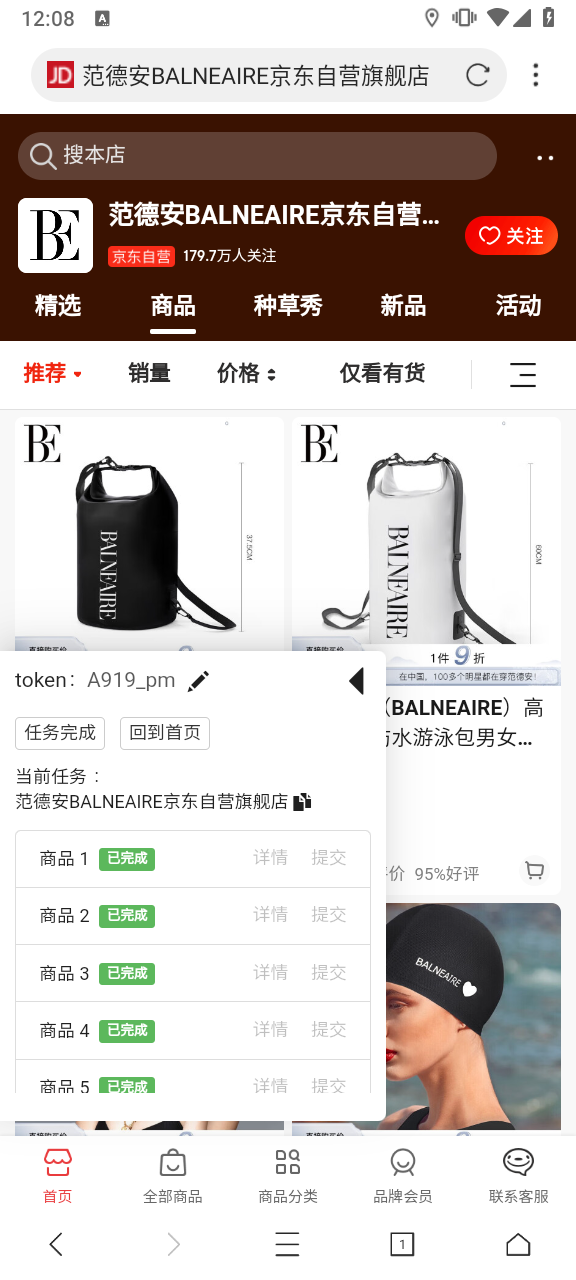 12:08
A
JD 范德安BALNEAIRE京东自营旗舰店
搜本店
BE
范德安BALNEAIRE京东自营...
京东自营 179.7万人关注
关注
精选 商品 种草秀 新品 活动
推荐 销量 价格 仅看有货
BE
BALNEAIRE
37.5CM
BE
BALNEAIRE
60CM
1件9折
在中国，100多个明星都在穿范德安!
（BALNEAIRE）高
水游泳包男女...
价 95%好评
BALNEAIRE
token： A919_pm
任务完成 回到首页
当前任务：
范德安BALNEAIRE京东自营旗舰店
商品 1 已完成 详情 提交
商品 2 已完成 详情 提交
商品 3 已完成 详情 提交
商品 4 已完成 详情 提交
商品 5 已完成 详情 提交
首页 全部商品 商品分类 品牌会员 联系客服
1